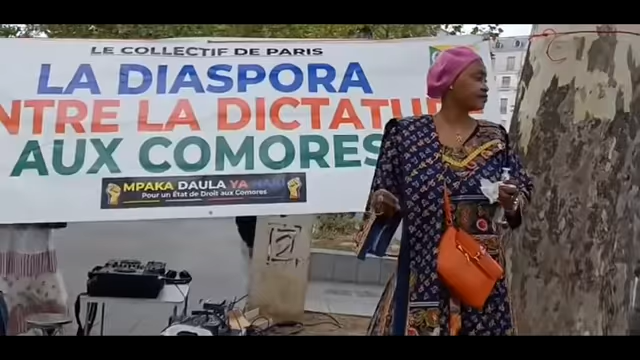 LE COLLECTIF DE PARIS
LA DIASPORA
NTRE LA DICTATU
AUX COMORES
MPAKA DAULA YA HAKI
Pour un État de Droit aux Comores